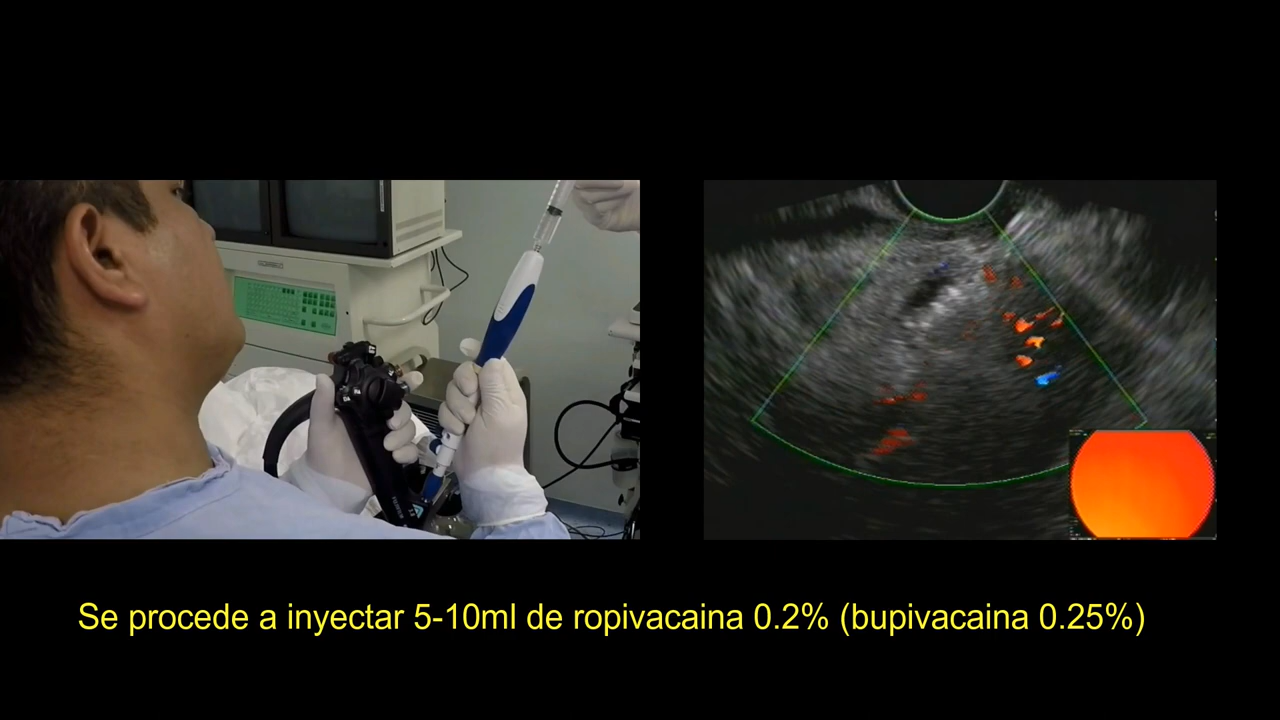 Se procede a inyectar 5-10ml de ropivacaina 0.2% (bupivacaina 0.25%)